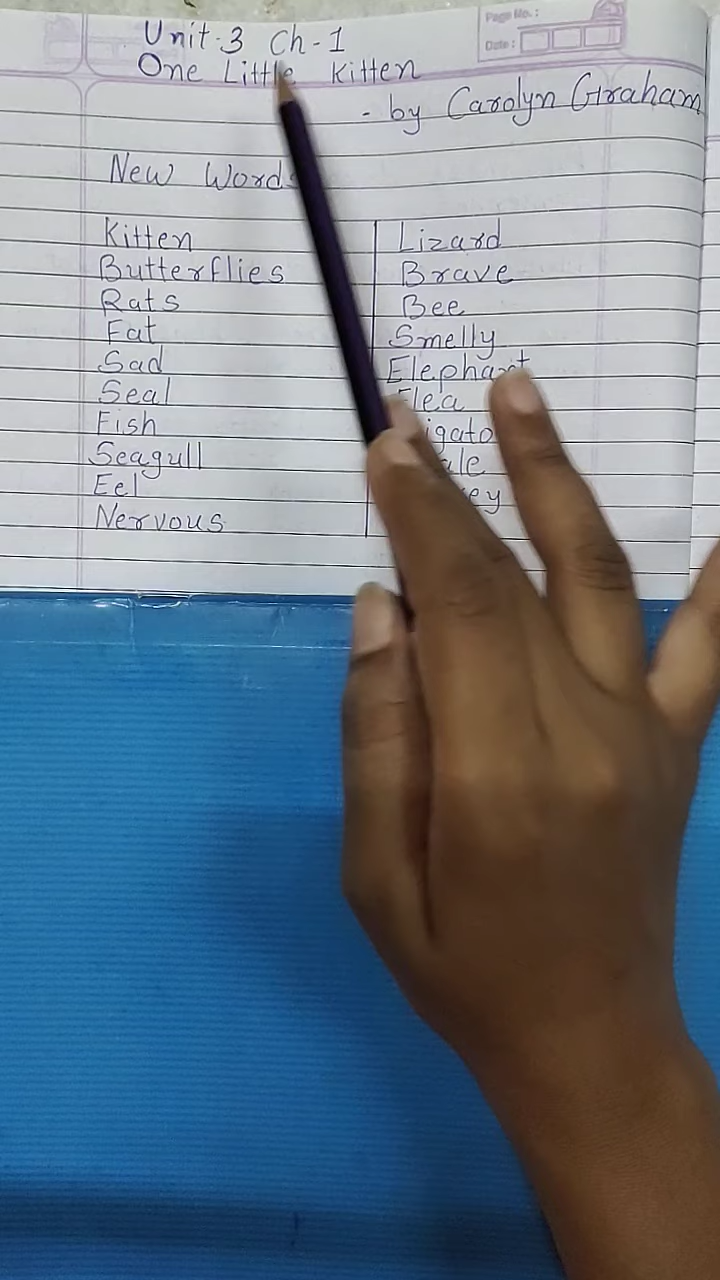 Page No.:
Date:
Unit-3 Ch-1
One Little Kitten
- by Carolyn Graham
New Words
Kitten
Butterflies
Rats
Fat
Sad
Seal
Fish
Seagull
Eel
Nervous
Lizard
Brave
Bee
Smelly
Elephant
Flea